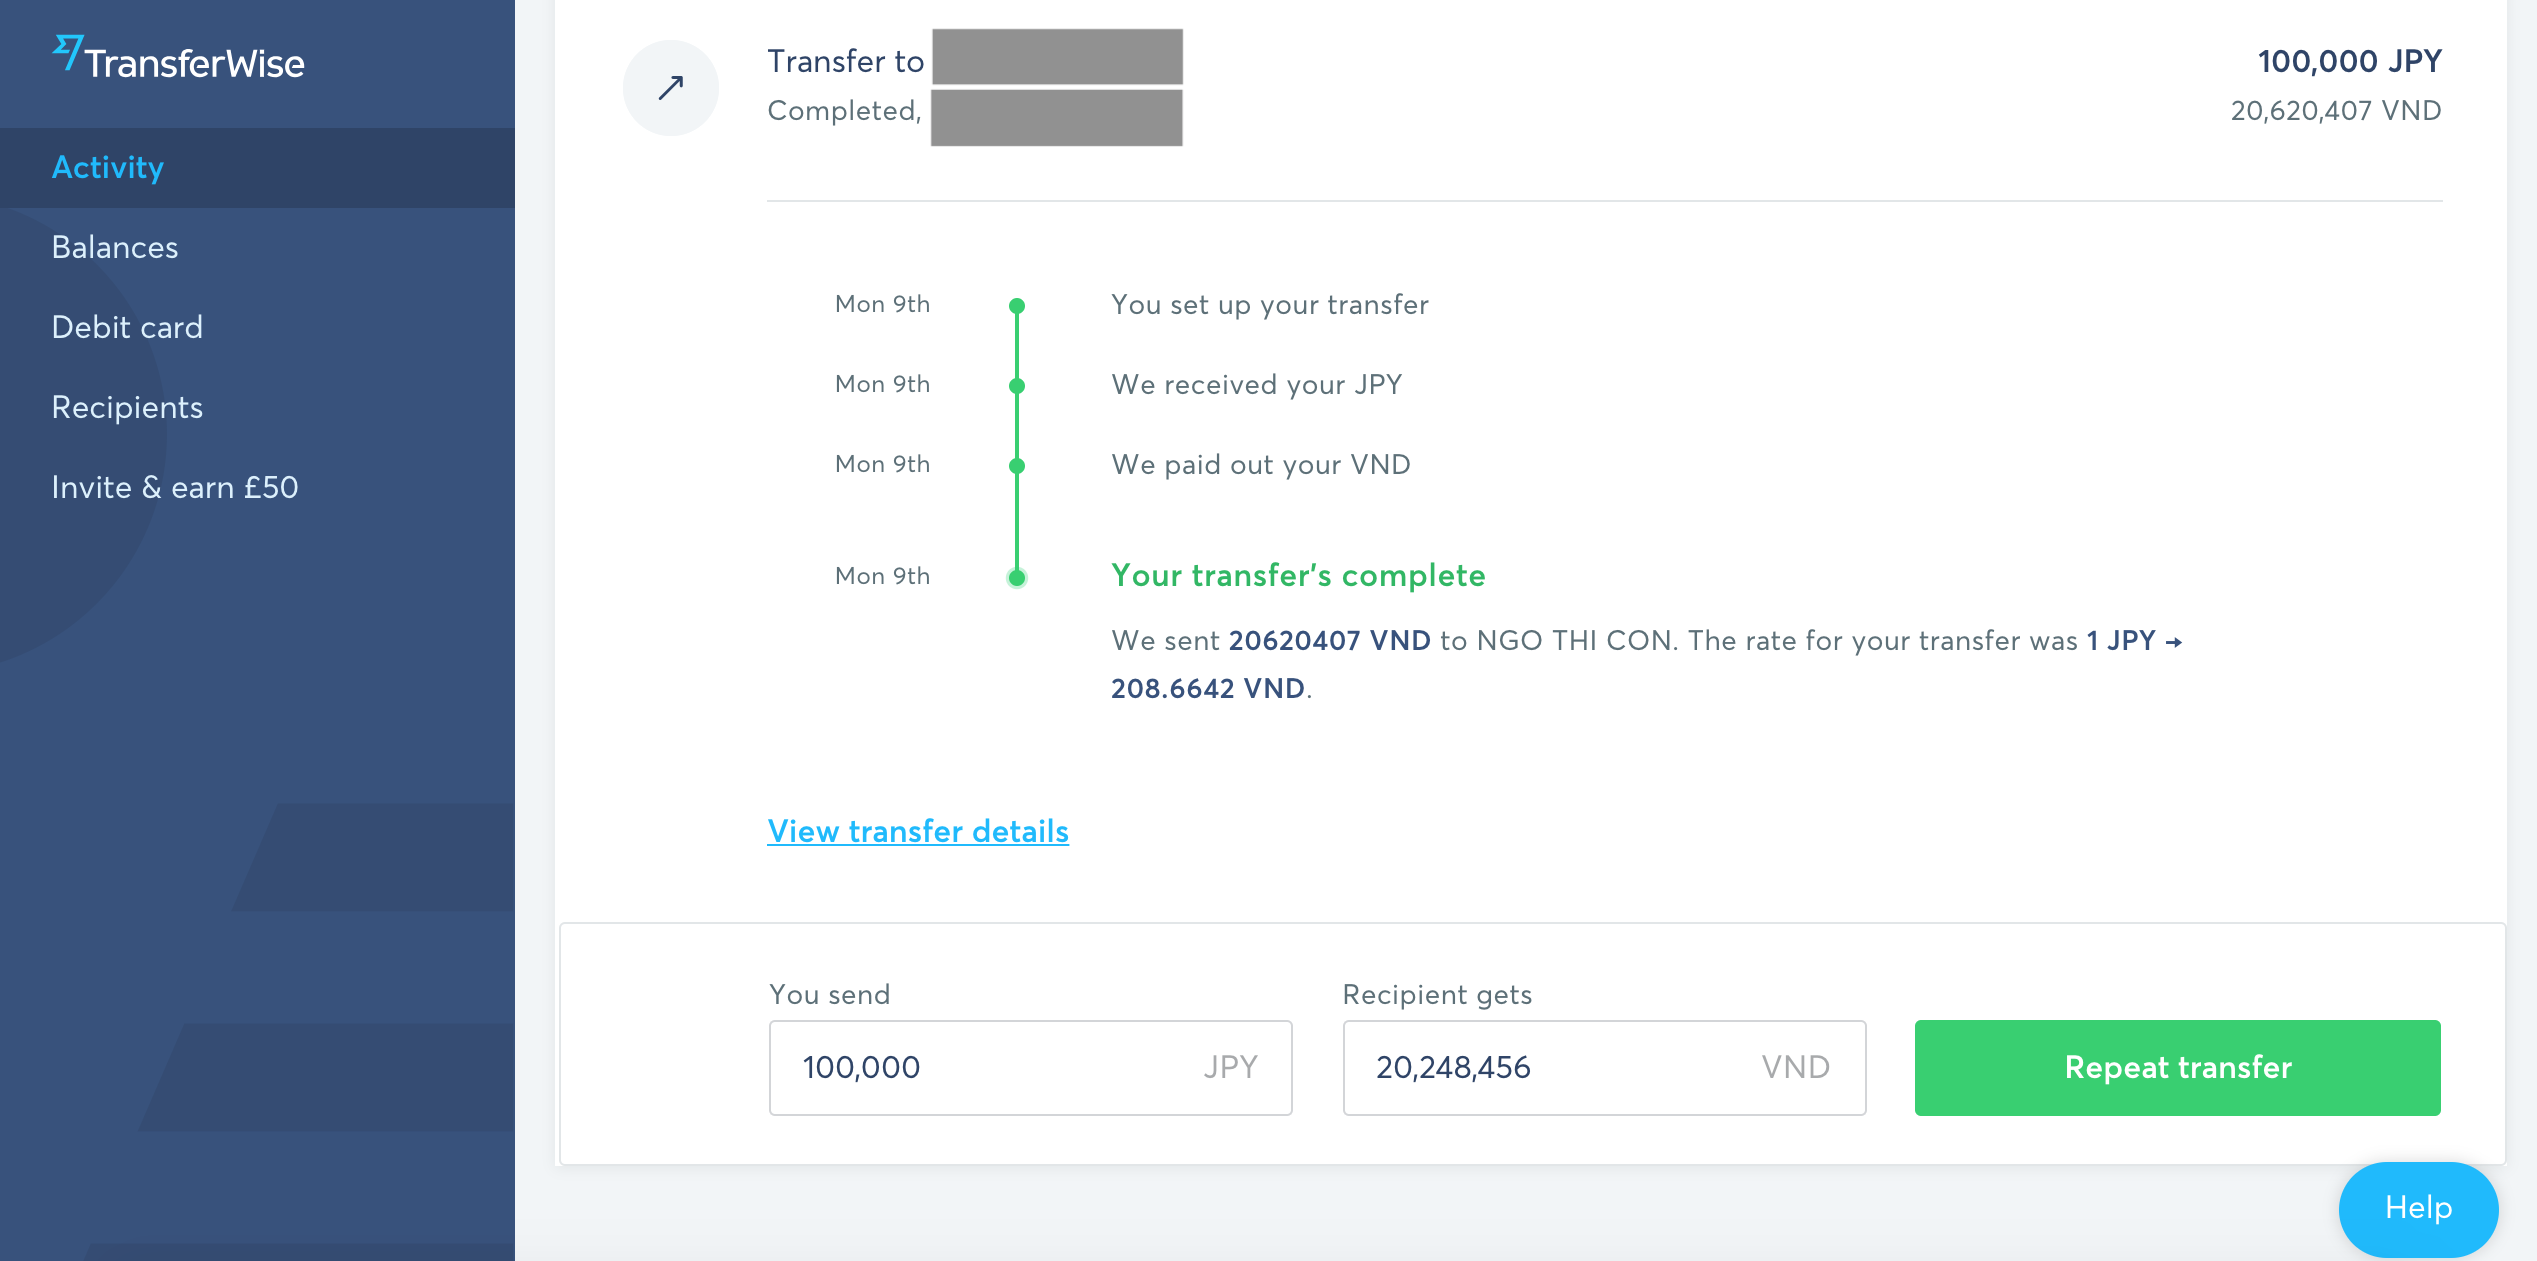 TransferWise
Activity
Balances
Debit card
Recipients
Invite & earn £50
Transfer to
100,000 JPY
Completed,
20,620,407 VND
Mon 9th
You set up your transfer
Mon 9th
We received your JPY
Mon 9th
We paid out your VND
Mon 9th
Your transfer's complete
We sent 20620407 VND to NGO THI CON. The rate for your transfer was 1 JPY →
208.6642 VND.
View transfer details
You send
Recipient gets
100,000 JPY
20,248,456 VND
Repeat transfer
Help